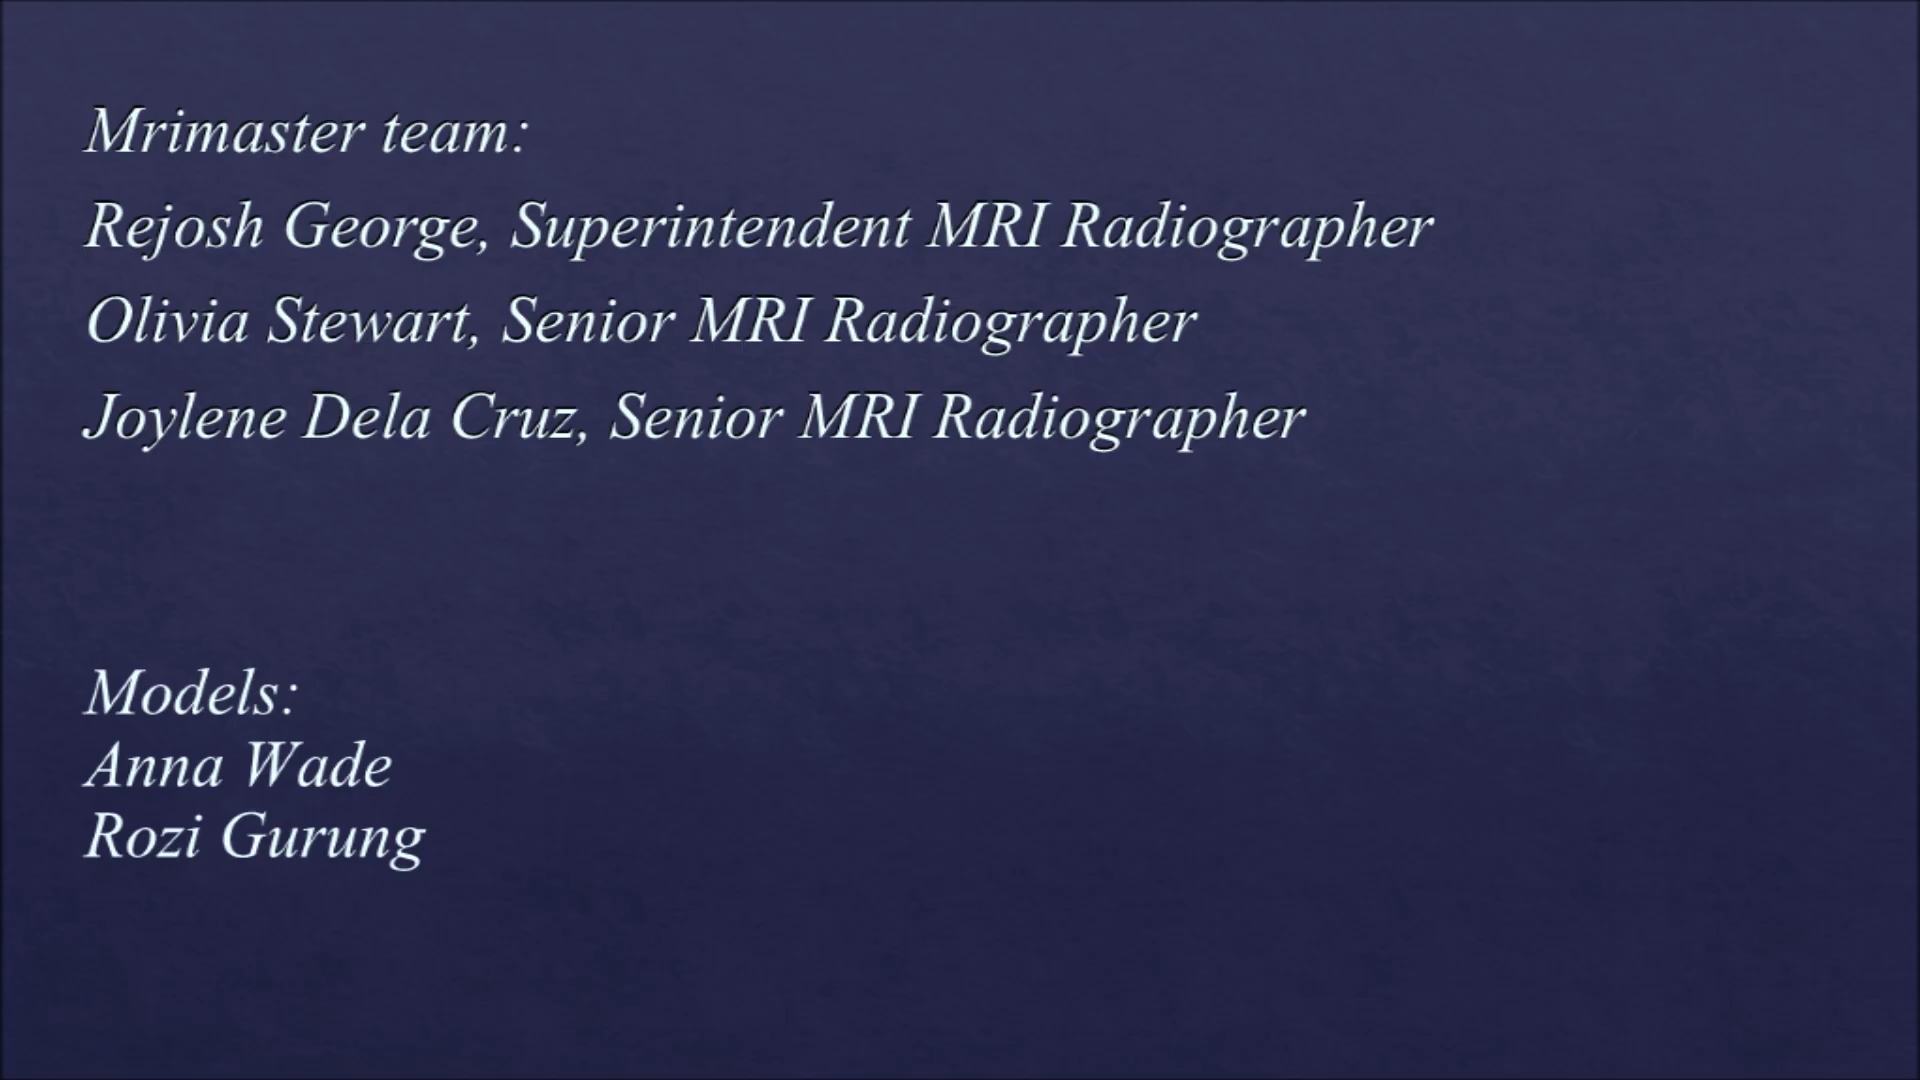 Mrimaster team:
Rejosh George, Superintendent MRI Radiographer
Olivia Stewart, Senior MRI Radiographer
Joylene Dela Cruz, Senior MRI Radiographer
Models:
Anna Wade
Rozi Gurung